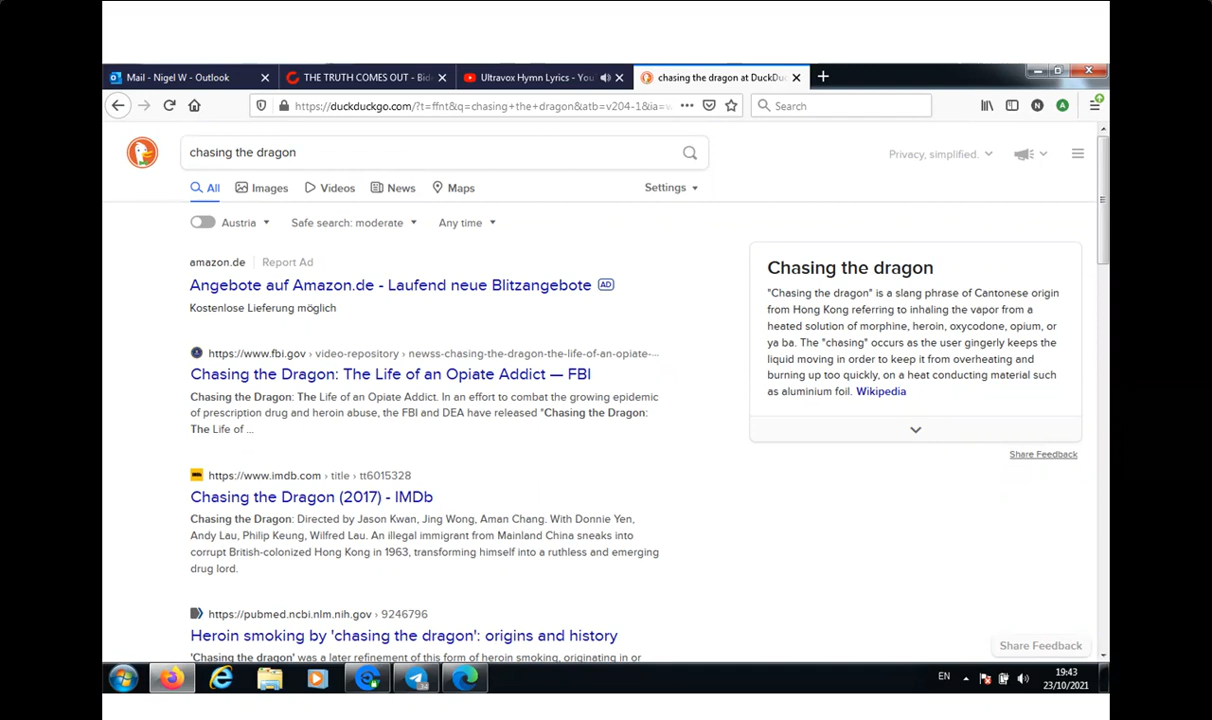 Mail - Nigel W - Outlook
THE TRUTH COMES OUT - Bid
Ultravox Hymn Lyrics - You
chasing the dragon at DuckDu
https://duckduckgo.com/?t=ffnt&q=chasing+the+dragon&atb=v204-1&ia=w
Search
chasing the dragon
Privacy, simplified.
All Images Videos News Maps Settings
Austria Safe search: moderate Any time
amazon.de Report Ad
Angebote auf Amazon.de - Laufend neue Blitzangebote AD
Kostenlose Lieferung möglich
https://www.fbi.gov › video-repository › newss-chasing-the-dragon-the-life-of-an-opiate-...
Chasing the Dragon: The Life of an Opiate Addict — FBI
Chasing the Dragon: The Life of an Opiate Addict. In an effort to combat the growing epidemic
of prescription drug and heroin abuse, the FBI and DEA have released "Chasing the Dragon:
The Life of ...
https://www.imdb.com › title › tt6015328
Chasing the Dragon (2017) - IMDb
Chasing the Dragon: Directed by Jason Kwan, Jing Wong, Aman Chang. With Donnie Yen,
Andy Lau, Philip Keung, Wilfred Lau. An illegal immigrant from Mainland China sneaks into
corrupt British-colonized Hong Kong in 1963, transforming himself into a ruthless and emerging
drug lord.
https://pubmed.ncbi.nlm.nih.gov › 9246796
Heroin smoking by 'chasing the dragon': origins and history
'Chasing the dragon' was a later refinement of this form of heroin smoking, originating in or
Chasing the dragon
"Chasing the dragon" is a slang phrase of Cantonese origin
from Hong Kong referring to inhaling the vapor from a
heated solution of morphine, heroin, oxycodone, opium, or
ya ba. The "chasing" occurs as the user gingerly keeps the
liquid moving in order to keep it from overheating and
burning up too quickly, on a heat conducting material such
as aluminium foil. Wikipedia
Share Feedback
Share Feedback
EN
19:43
23/10/2021